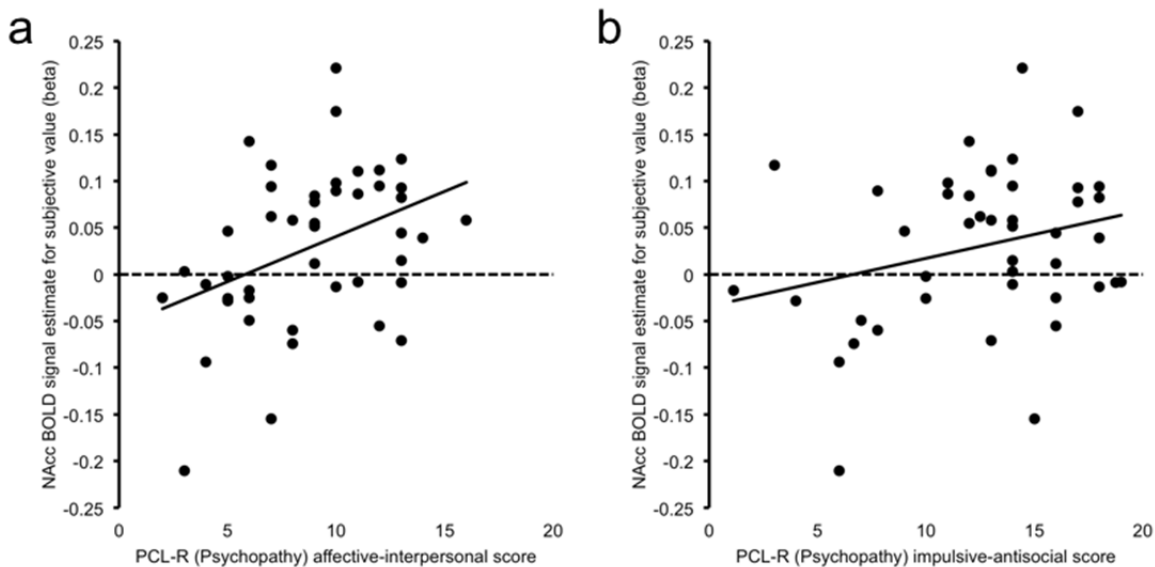 a
NAcc BOLD signal estimate for subjective value (beta)
0.25
0.2
0.15
0.1
0.05
0
-0.05
-0.1
-0.15
-0.2
-0.25
0 5 10 15 20
PCL-R (Psychopathy) affective-interpersonal score
b
NAcc BOLD signal estimate for subjective value (beta)
0.25
0.2
0.15
0.1
0.05
0
-0.05
-0.1
-0.15
-0.2
-0.25
0 5 10 15 20
PCL-R (Psychopathy) impulsive-antisocial score